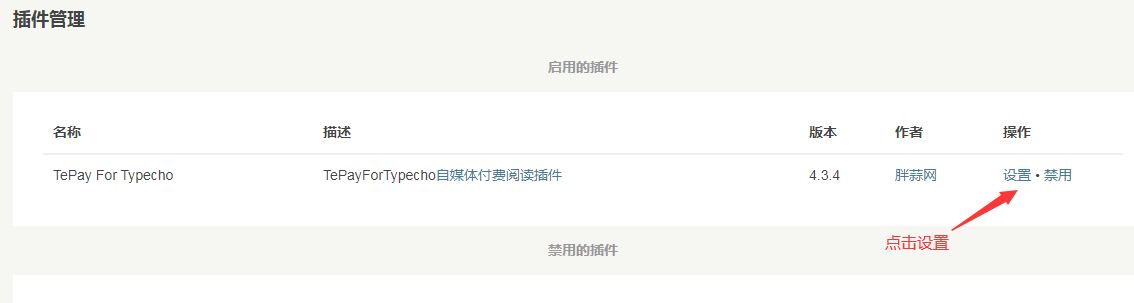 插件管理
启用的插件
名称 描述 版本 作者 操作
TePay For Typecho TePayForTypecho自媒体付费阅读插件 4.3.4 胖蒜网 设置 • 禁用
点击设置
禁用的插件